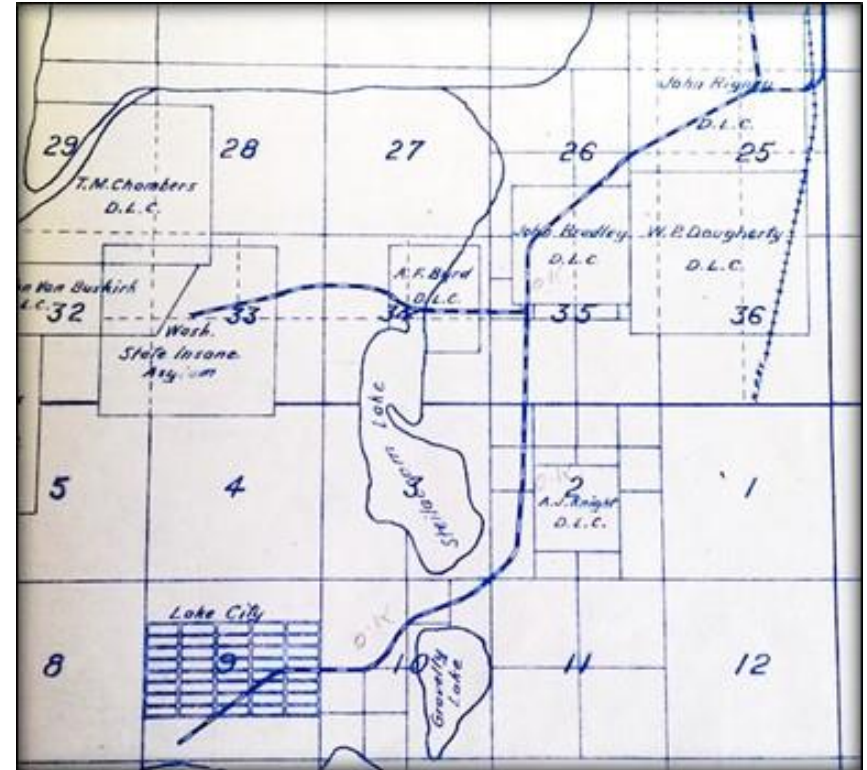 John Rigney
D.L.C.
29
28
27
26
25
T.M. Chambers
D.L.C.
John Bradley
D.L.C
W.P. Daugherty
D.L.C.
A.F. Byrd
D.L.C.
Van Buskirk
L.C.
32
33
34
35
36
Wash.
State Insane
Asylum
O.K
Steilacoom Lake
5
4
3
2
1
O.K
A.J. Knight
D.L.C.
Lake City
O.K
8
9
10
11
12
Gravelly
Lake